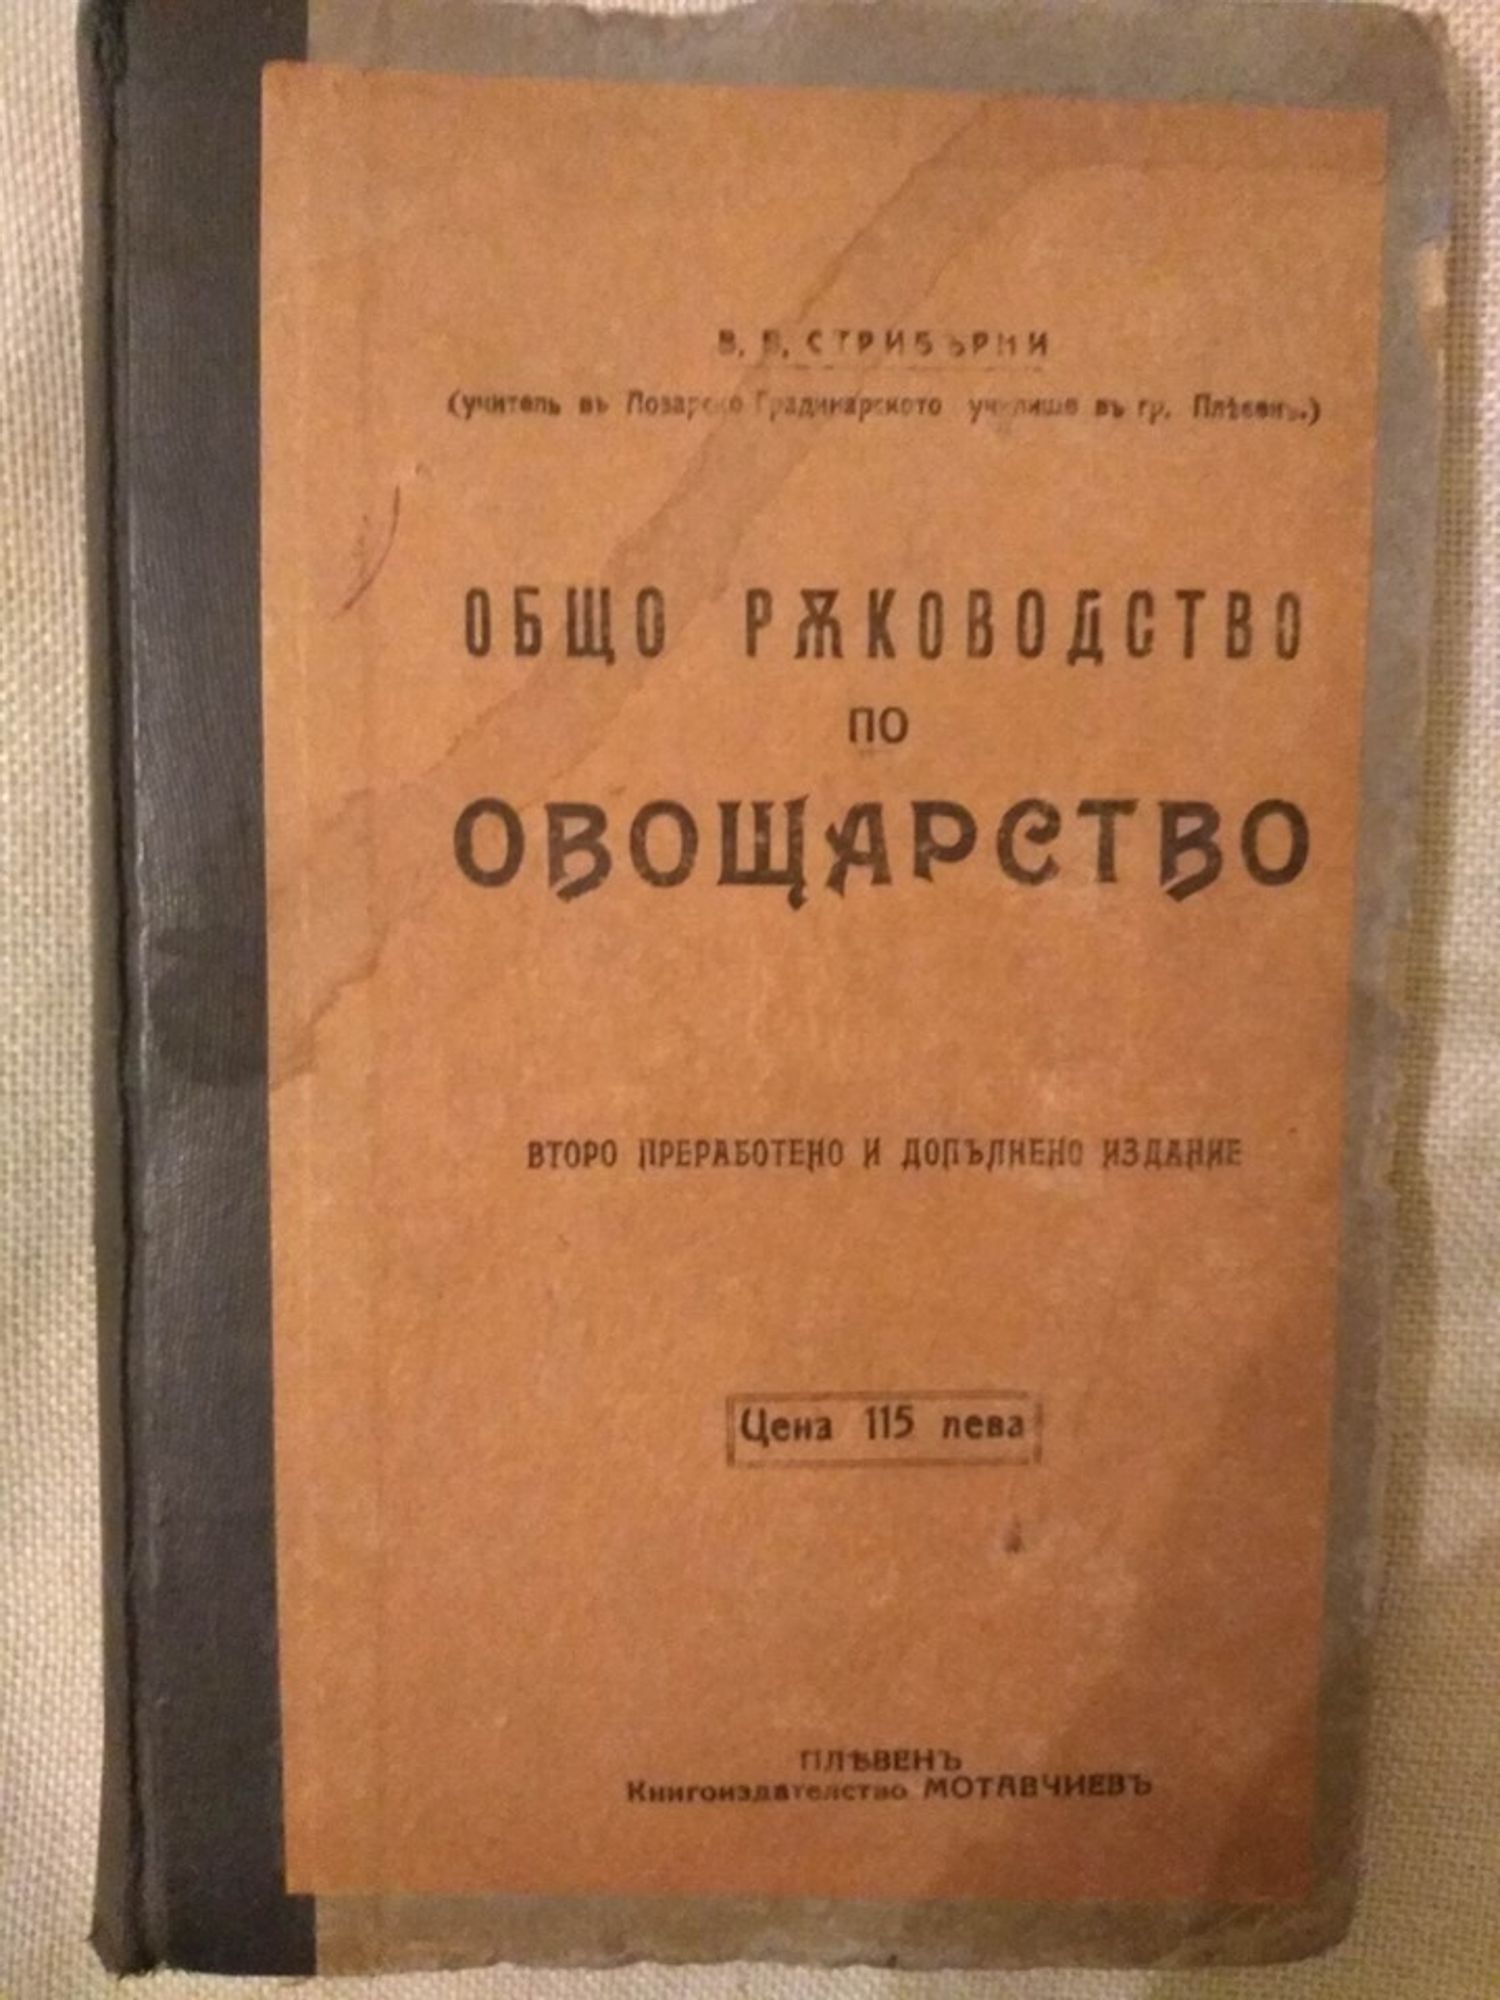 В. В. СТРИБЪРНИ
(учитель въ Лозарско Градинарското училище въ гр. Плѣвенъ.)
ОБЩО РѪКОВОДСТВО
ПО
ОВОЩАРСТВО
ВТОРО ПРЕРАБОТЕНО И ДОПЪЛНЕНО ИЗДАНИЕ
Цена 115 лева
ПЛѢВЕНЪ
Книгоиздателство МОТАВЧИЕВЪ